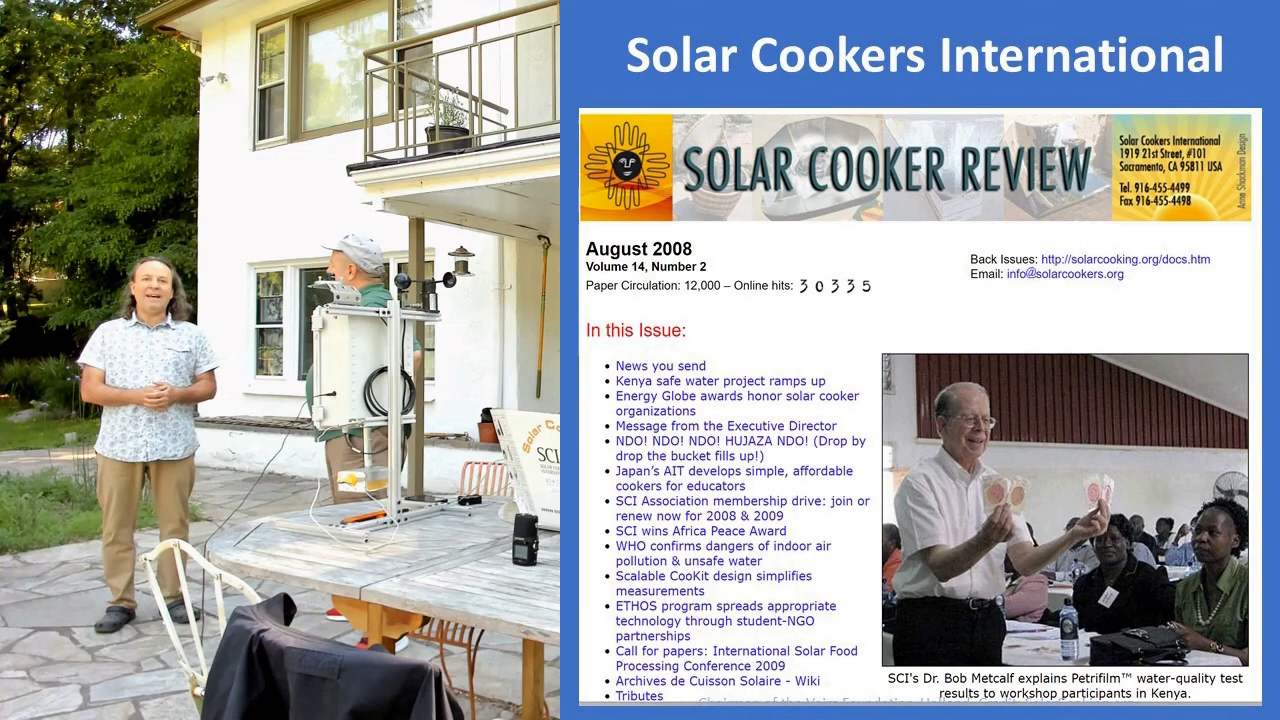 Solar Cookers International
SOLAR COOKER REVIEW
Solar Cookers International
1919 21st Street, #101
Sacramento, CA 95811 USA
Tel. 916-455-4499
Fax 916-455-4498
Anne Stockman Design
August 2008
Volume 14, Number 2
Paper Circulation: 12,000 – Online hits: 30335
Back Issues: http://solarcooking.org/docs.htm
Email: info@solarcookers.org
In this Issue:
• News you send
• Kenya safe water project ramps up
• Energy Globe awards honor solar cooker
organizations
• Message from the Executive Director
• NDO! NDO! NDO! HUJAZA NDO! (Drop by
drop the bucket fills up!)
• Japan’s AIT develops simple, affordable
cookers for educators
• SCI Association membership drive: join or
renew now for 2008 & 2009
• SCI wins Africa Peace Award
• WHO confirms dangers of indoor air
pollution & unsafe water
• Scalable CooKit design simplifies
measurements
• ETHOS program spreads appropriate
technology through student-NGO
partnerships
• Call for papers: International Solar Food
Processing Conference 2009
• Archives de Cuisson Solaire - Wiki
• Tributes
SCI's Dr. Bob Metcalf explains Petrifilm™ water-quality test
results to workshop participants in Kenya.
Solar
SCI